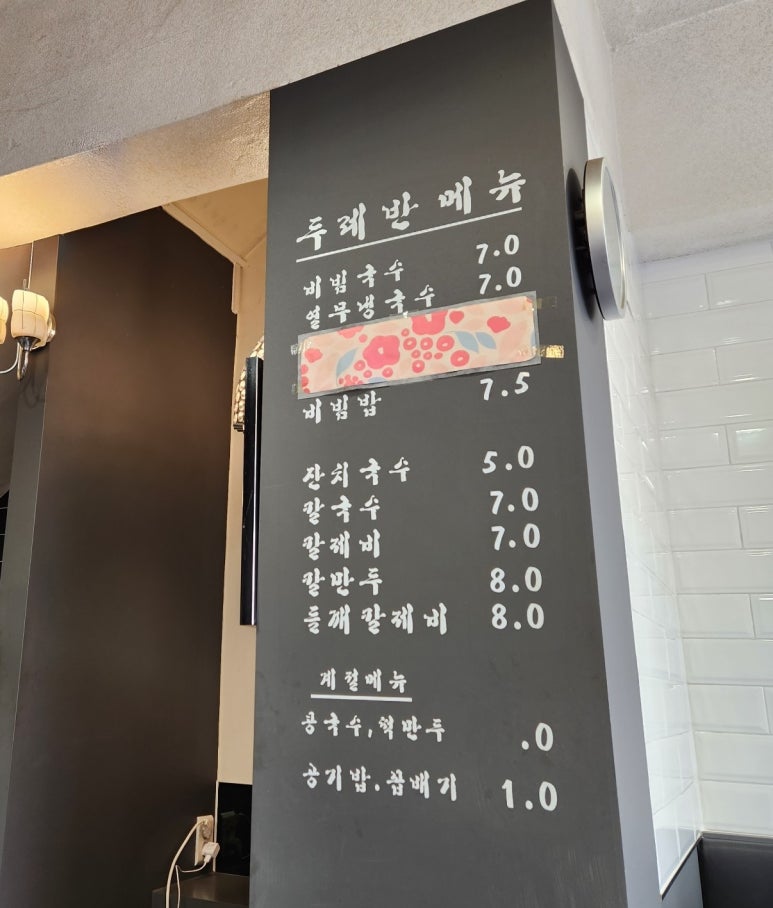 두레반 메뉴
비빔국수 7.0
열무냉국수 7.0
비빔밥 7.5
잔치국수 5.0
칼국수 7.0
칼제비 7.0
칼만두 8.0
들깨칼제비 8.0
계절메뉴
콩국수,떡만두 .0
공기밥.곱배기 1.0